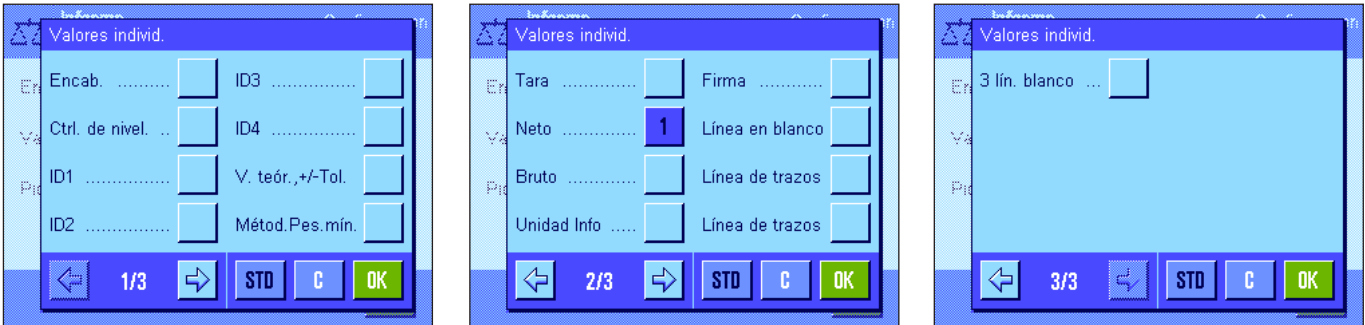 Valores individ.
Encab. ..........
Ctrl. de nivel. ..
ID1 ................
ID2 ................
ID3 ................
ID4 ................
V. teór.,+/-Tol.
Métod.Pes.mín.
1/3
STD
C
OK
Valores individ.
Tara ..............
Neto ..............
1
Bruto .............
Unidad Info .....
Firma ............
Línea en blanco
Línea de trazos
Línea de trazos
2/3
STD
C
OK
Valores individ.
3 lín. blanco ...
3/3
STD
C
OK